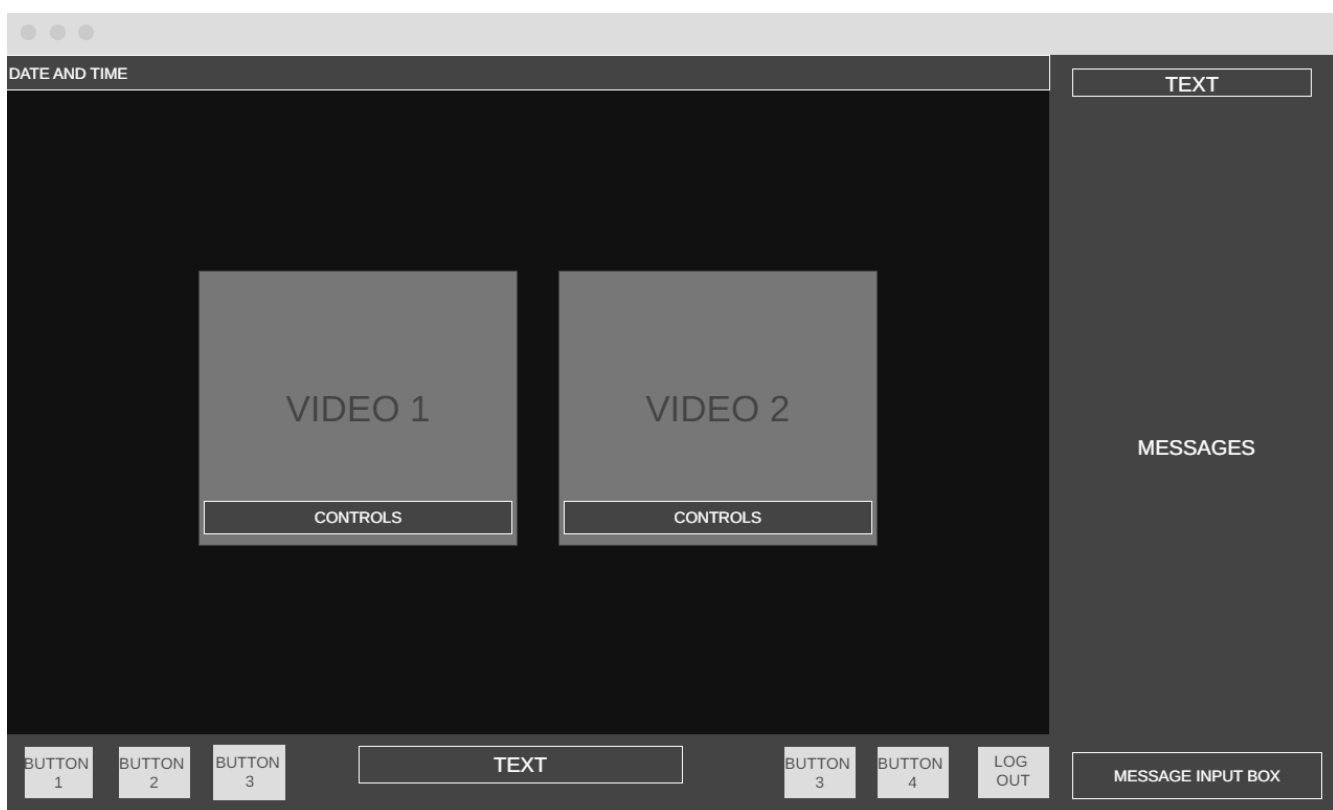 DATE AND TIME
TEXT
VIDEO 1
VIDEO 2
CONTROLS
CONTROLS
MESSAGES
BUTTON
1
BUTTON
2
BUTTON
3
TEXT
BUTTON
3
BUTTON
4
LOG
OUT
MESSAGE INPUT BOX